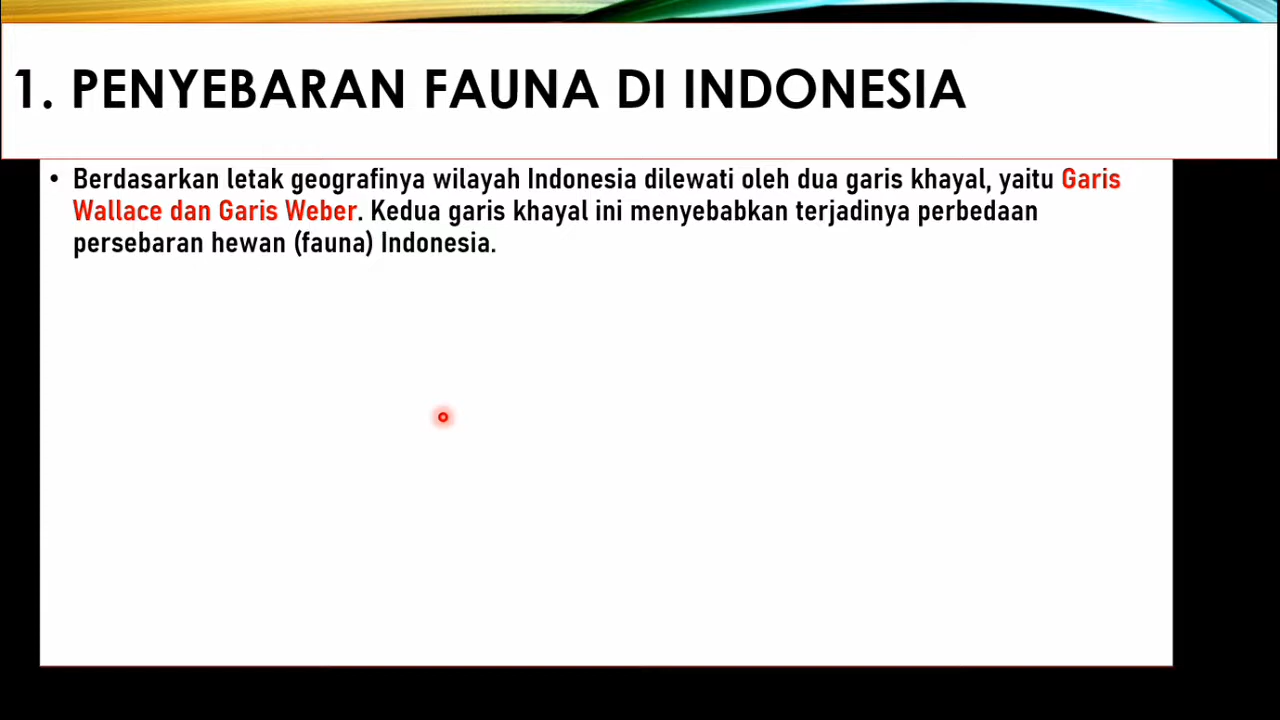 1. PENYEBARAN FAUNA DI INDONESIA
• Berdasarkan letak geografinya wilayah Indonesia dilewati oleh dua garis khayal, yaitu Garis
Wallace dan Garis Weber. Kedua garis khayal ini menyebabkan terjadinya perbedaan
persebaran hewan (fauna) Indonesia.